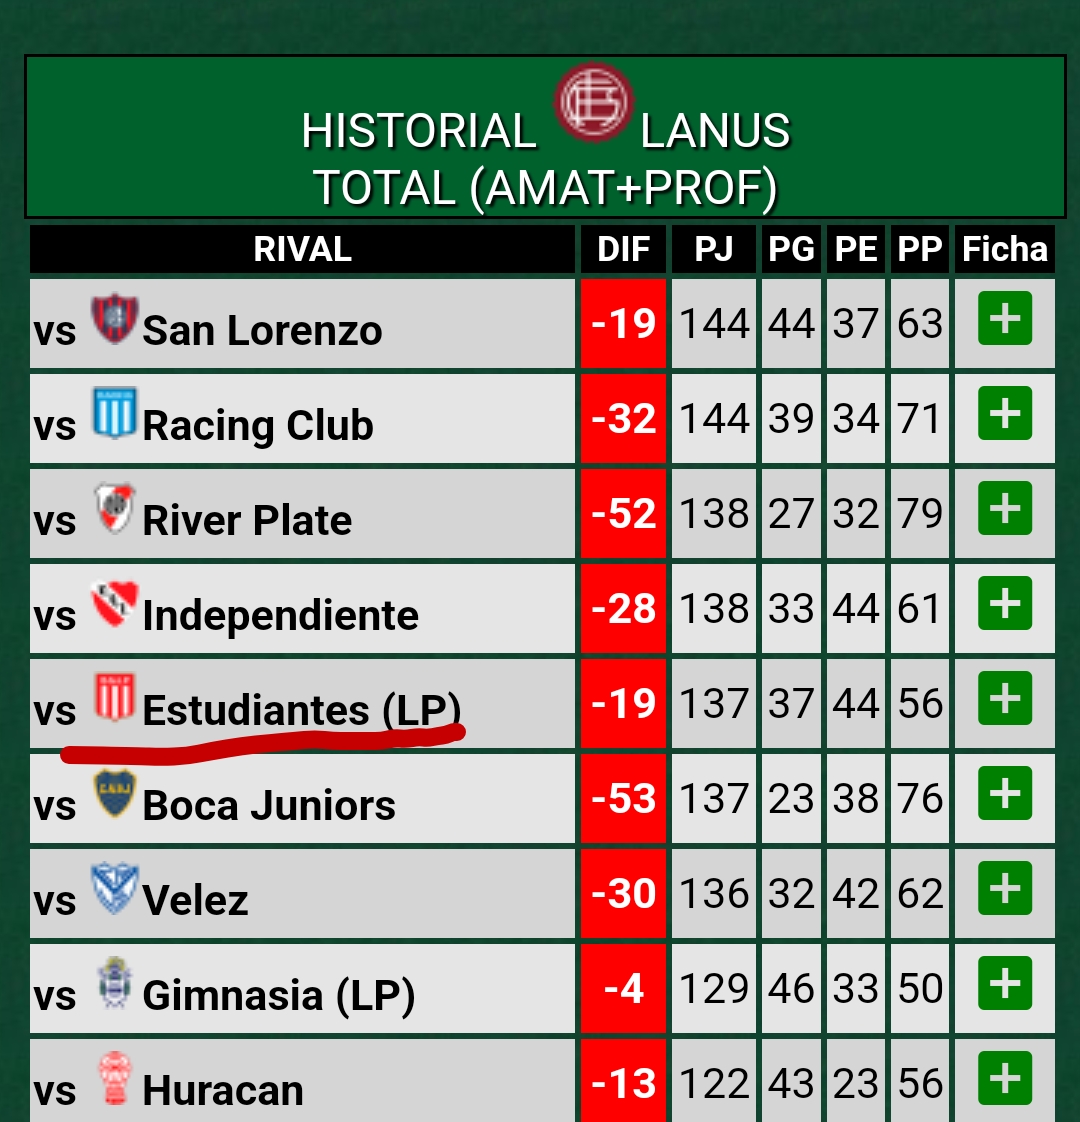 HISTORIAL LANUS
TOTAL (AMAT+PROF)
RIVAL DIF PJ PG PE PP Ficha
vs San Lorenzo -19 144 44 37 63 +
vs Racing Club -32 144 39 34 71 +
vs River Plate -52 138 27 32 79 +
vs Independiente -28 138 33 44 61 +
vs Estudiantes (LP) -19 137 37 44 56 +
vs Boca Juniors -53 137 23 38 76 +
vs Velez -30 136 32 42 62 +
vs Gimnasia (LP) -4 129 46 33 50 +
vs Huracan -13 122 43 23 56 +